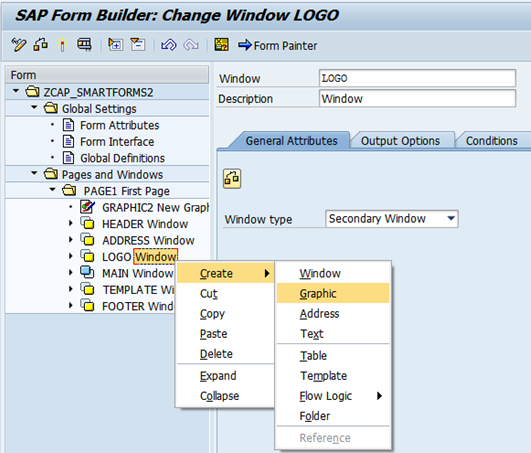 SAP Form Builder: Change Window LOGO
Form Painter
Form
ZCAP_SMARTFORMS2
Global Settings
Form Attributes
Form Interface
Global Definitions
Pages and Windows
PAGE1 First Page
GRAPHIC2 New Graph
HEADER Window
ADDRESS Window
LOGO Window
MAIN Window
TEMPLATE Wi
FOOTER Wind
Window LOGO
Description Window
General Attributes Output Options Conditions
Window type Secondary Window
Create
Cut
Copy
Paste
Delete
Expand
Collapse
Window
Graphic
Address
Text
Table
Template
Flow Logic
Folder
Reference